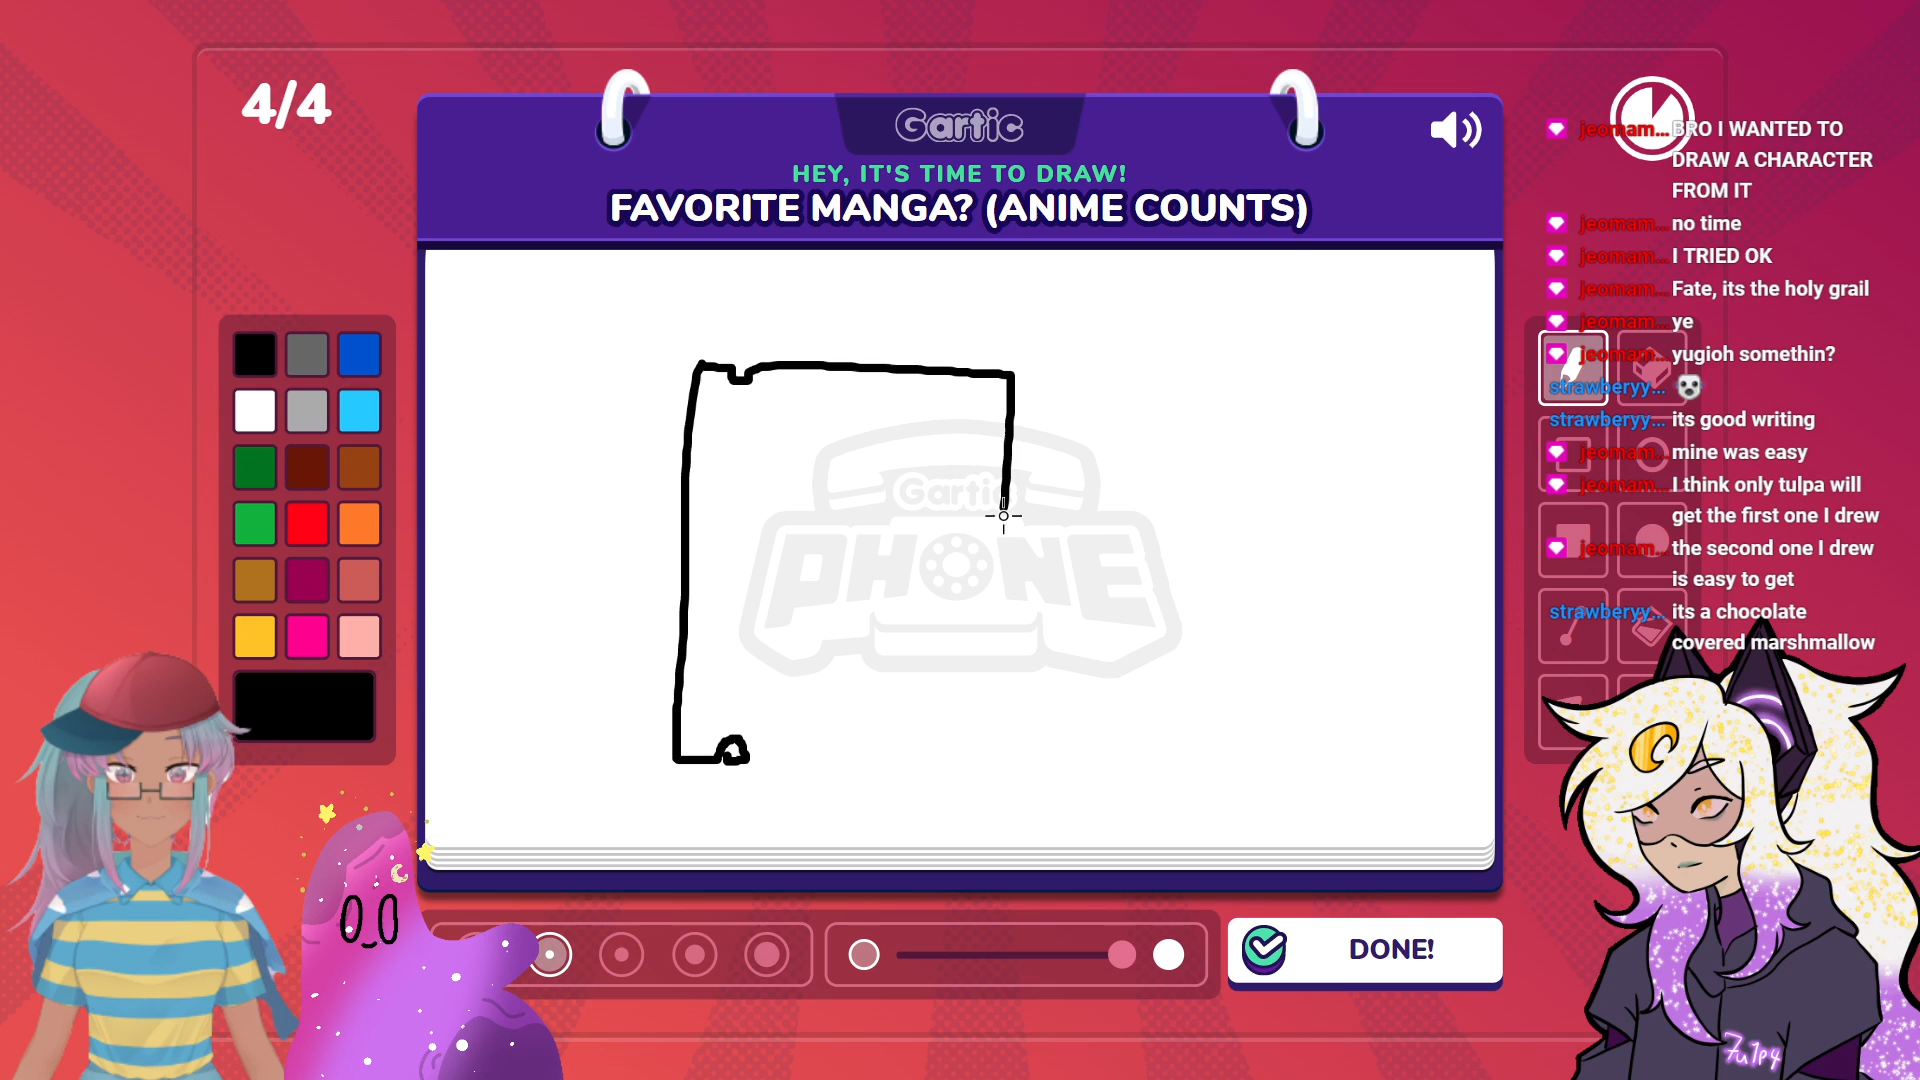 4/4
Gartic
HEY, IT'S TIME TO DRAW!
FAVORITE MANGA? (ANIME COUNTS)
Gartic
PHONE
DONE!
jeomam... BRO I WANTED TO
DRAW A CHARACTER
FROM IT
jeomam... no time
jeomam... I TRIED OK
jeomam... Fate, its the holy grail
jeomam... ye
jeomam... yugioh somethin?
strawberyy...
strawberyy... its good writing
jeomam... mine was easy
jeomam... I think only tulpa will
get the first one I drew
jeomam... the second one I drew
is easy to get
strawberyy... its a chocolate
covered marshmallow